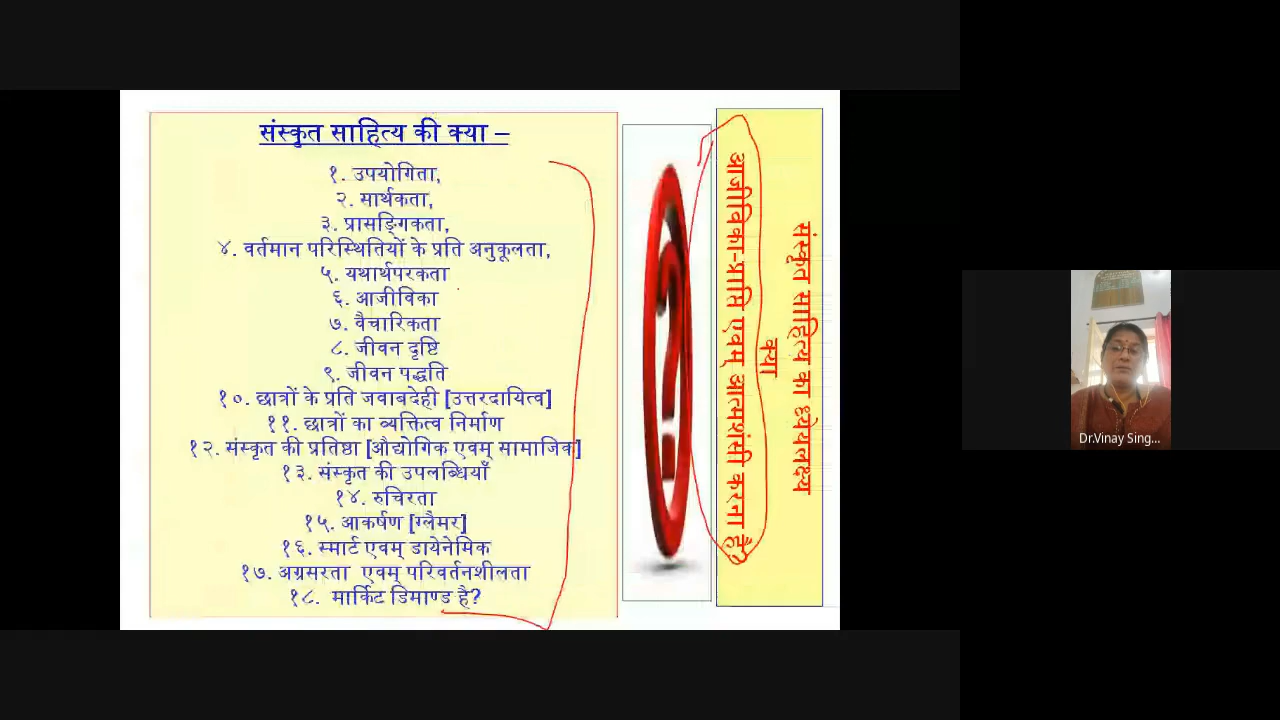 संस्कृत साहित्य की क्या –
१. उपयोगिता,
२. सार्थकता,
३. प्रासङ्गिकता,
४. वर्तमान परिस्थितियों के प्रति अनुकूलता,
५. यथार्थपरकता
६. आजीविका
७. वैचारिकता
८. जीवन दृष्टि
९. जीवन पद्धति
१०. छात्रों के प्रति जवाबदेही [उत्तरदायित्व]
११. छात्रों का व्यक्तित्व निर्माण
१२. संस्कृत की प्रतिष्ठा [औद्योगिक एवम् सामाजिक]
१३. संस्कृत की उपलब्धियाँ
१४. रुचिरता
१५. आकर्षण [ग्लैमर]
१६. स्मार्ट एवम् डायेनेमिक
१७. अग्रसरता एवम् परिवर्तनशीलता
१८. मार्किट डिमाण्ड है?
संस्कृत साहित्य का ध्येयलक्ष्य
क्या
आजीविका-प्राप्ति एवम् आत्मशंसी करना है?
Dr.Vinay Sing...